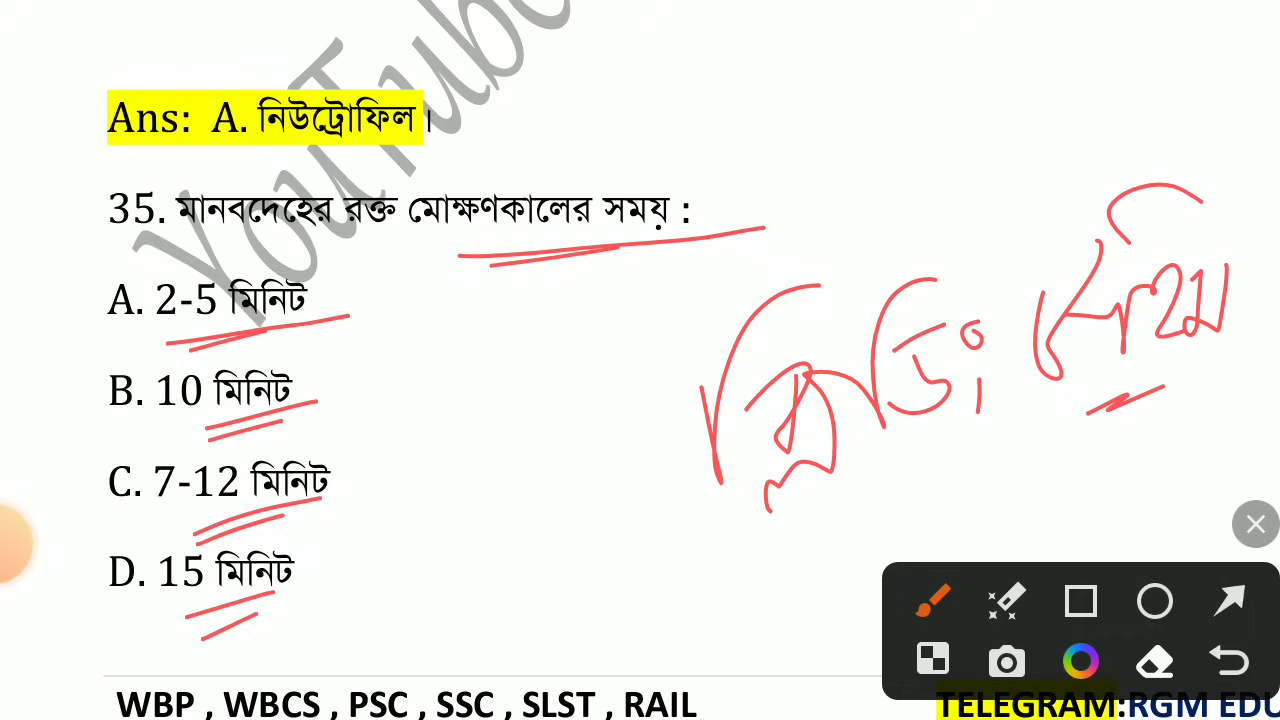 YouTube
Ans: A. নিউট্রোফিল।
35. মানবদেহের রক্ত মোক্ষণকালের সময় :
A. 2-5 মিনিট
B. 10 মিনিট
C. 7-12 মিনিট
D. 15 মিনিট
ব্লিডিং
WBP , WBCS , PSC , SSC , SLST , RAIL
TELEGRAM:RGM EDU